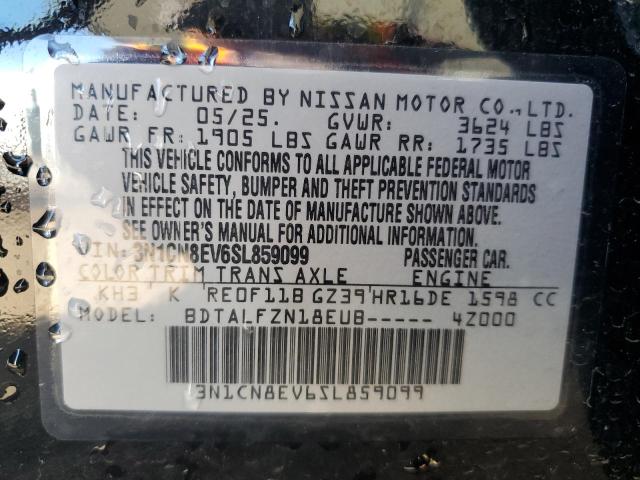 MANUFACTURED BY NISSAN MOTOR CO., LTD.
DATE: 05/25. GVWR: 3624 LBS
GAWR FR: 1905 LBS GAWR RR: 1735 LBS
THIS VEHICLE CONFORMS TO ALL APPLICABLE FEDERAL MOTOR
VEHICLE SAFETY, BUMPER AND THEFT PREVENTION STANDARDS
IN EFFECT ON THE DATE OF MANUFACTURE SHOWN ABOVE.
SEE OWNER'S MANUAL FOR ADDITIONAL INFORMATION.
VIN: 3N1CN8EV6SL859099 PASSENGER CAR.
COLOR TRIM TRANS AXLE ENGINE
KH3 K RE0F11B GZ39 HR16DE 1598 CC
MODEL: BDTALFZN18EUB----- 4Z000
3N1CN8EV6SL859099